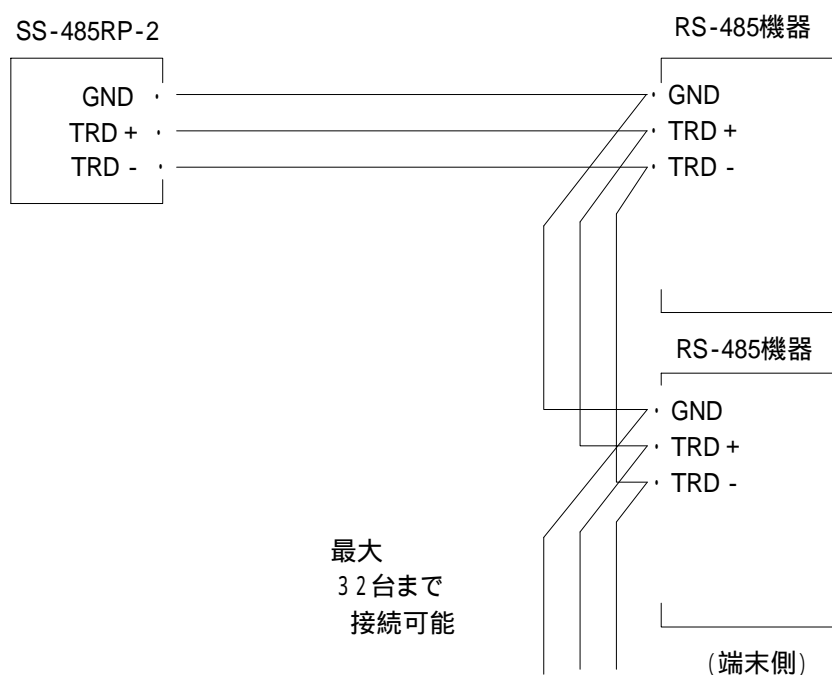 SS-485RP-2
GND
TRD +
TRD -
RS-485機器
GND
TRD +
TRD -
RS-485機器
GND
TRD +
TRD -
最大
３２台まで
接続可能
(端末側)